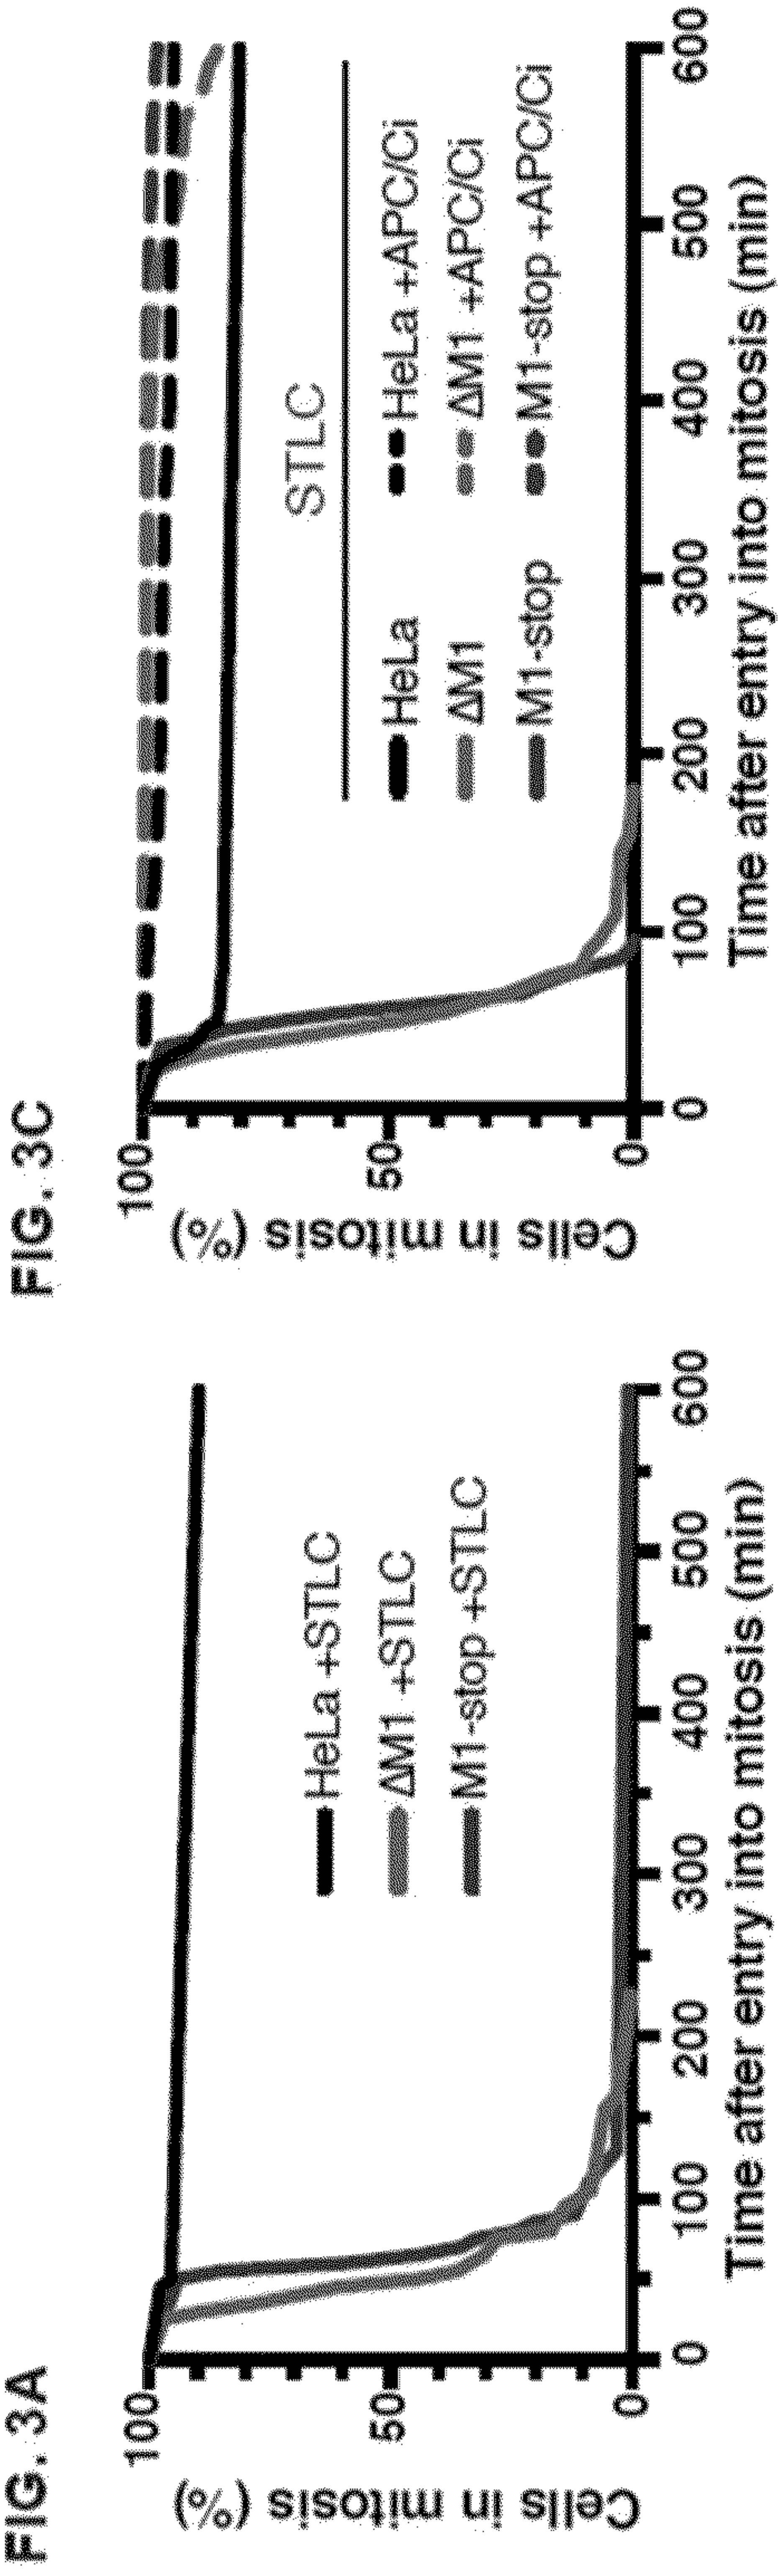 FIG. 3A
Cells in mitosis (%)
100
50
0
HeLa +STLC
ΔM1 +STLC
M1-stop +STLC
0 100 200 300 400 500 600
Time after entry into mitosis (min)
FIG. 3C
Cells in mitosis (%)
100
50
0
STLC
HeLa HeLa +APC/Ci
ΔM1 ΔM1 +APC/Ci
M1-stop M1-stop +APC/Ci
0 100 200 300 400 500 600
Time after entry into mitosis (min)